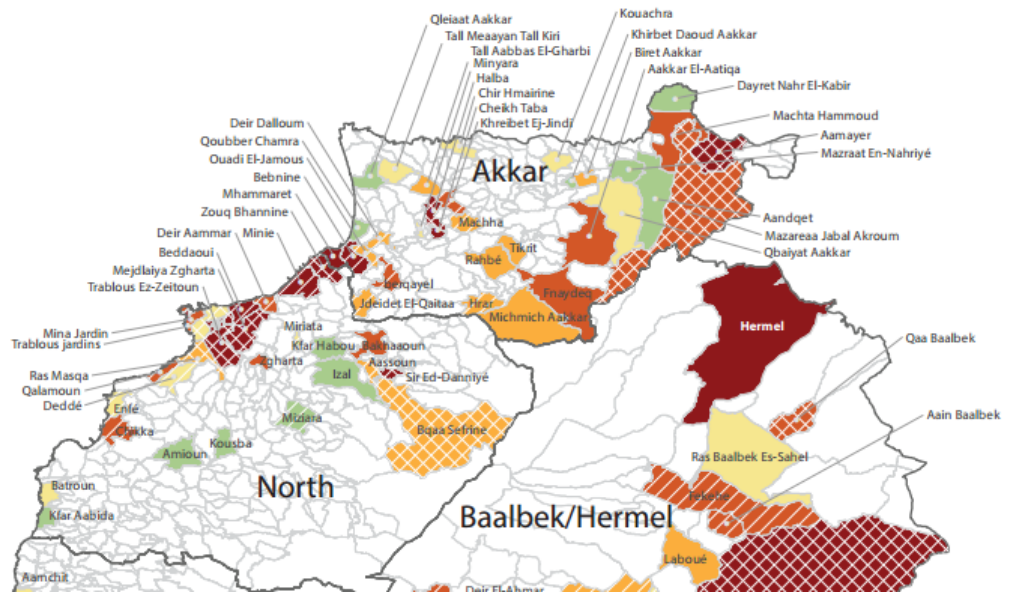 Qleiaat Aakkar
Tall Meaayan Tall Kiri
Tall Aabbas El-Gharbi
Minyara
Halba
Chir Hmairine
Cheikh Taba
Khreibet Ej-Jindi
Kouachra
Khirbet Daoud Aakkar
Biret Aakkar
Aakkar El-Aatiqa
Dayret Nahr El-Kabir
Machta Hammoud
Aamayer
Mazraat En-Nahriyé
Deir Dalloum
Qoubber Chamra
Ouadi El-Jamous
Bebnine
Mhammaret
Zouq Bhannine
Deir Aammar
Minie
Beddaoui
Mejdlaiya Zgharta
Trablous Ez-Zeitoun
Akkar
Machha
Aandqet
Mazareaa Jabal Akroum
Qbaiyat Aakkar
Tikrit
Rahbé
Berqayel
Fnaydeq
Jdeidet El-Qaitaa
Hrar
Michmich Aakkar
Mina Jardin
Trablous jardins
Miriata
Kfar Habou
Bakhaaoun
Hermel
Qaa Baalbek
Zgharta
Aassoun
Ras Masqa
Izal
Sir Ed-Danniyé
Qalamoun
Deddé
Enfé
Miziara
Aain Baalbek
Chikka
Bqaa Sefrine
Kousba
Amioun
Ras Baalbek Es-Sahel
North
Batroun
Fekehe
Kfar Aabida
Baalbek/Hermel
Laboué
Aamchit
Deir El-Ahmar